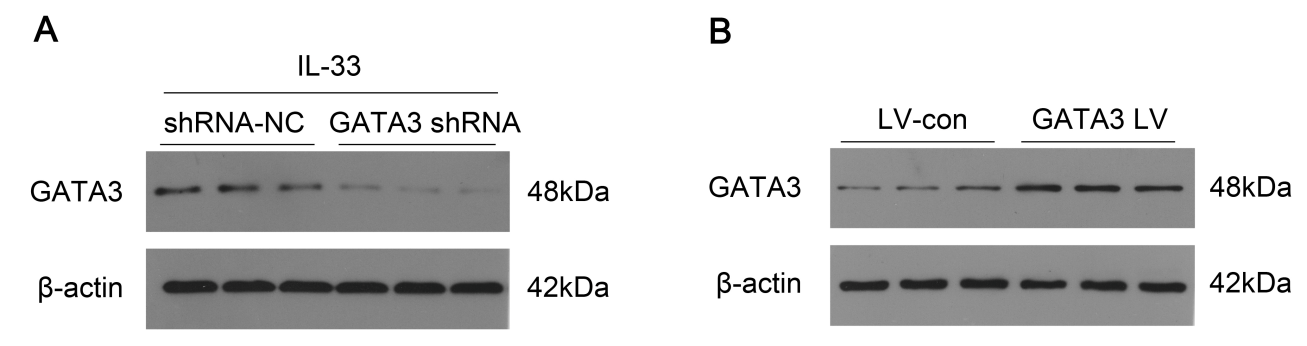 A
IL-33
shRNA-NC GATA3 shRNA
GATA3 48kDa
β-actin 42kDa
B
LV-con GATA3 LV
GATA3 48kDa
β-actin 42kDa